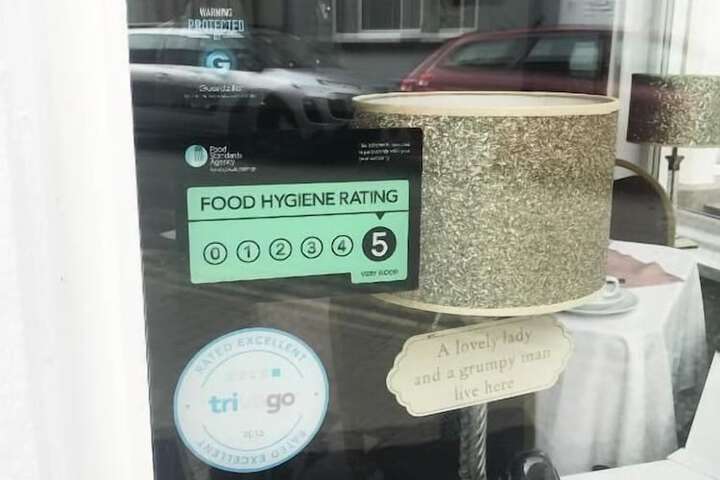 WARNING
PROTECTED
BY
G
Food
Standards
Agency
FOOD HYGIENE RATING
0 1 2 3 4 5
VERY GOOD
RATED EXCELLENT
trivago
RATED EXCELLENT
A lovely lady
and a grumpy man
live here